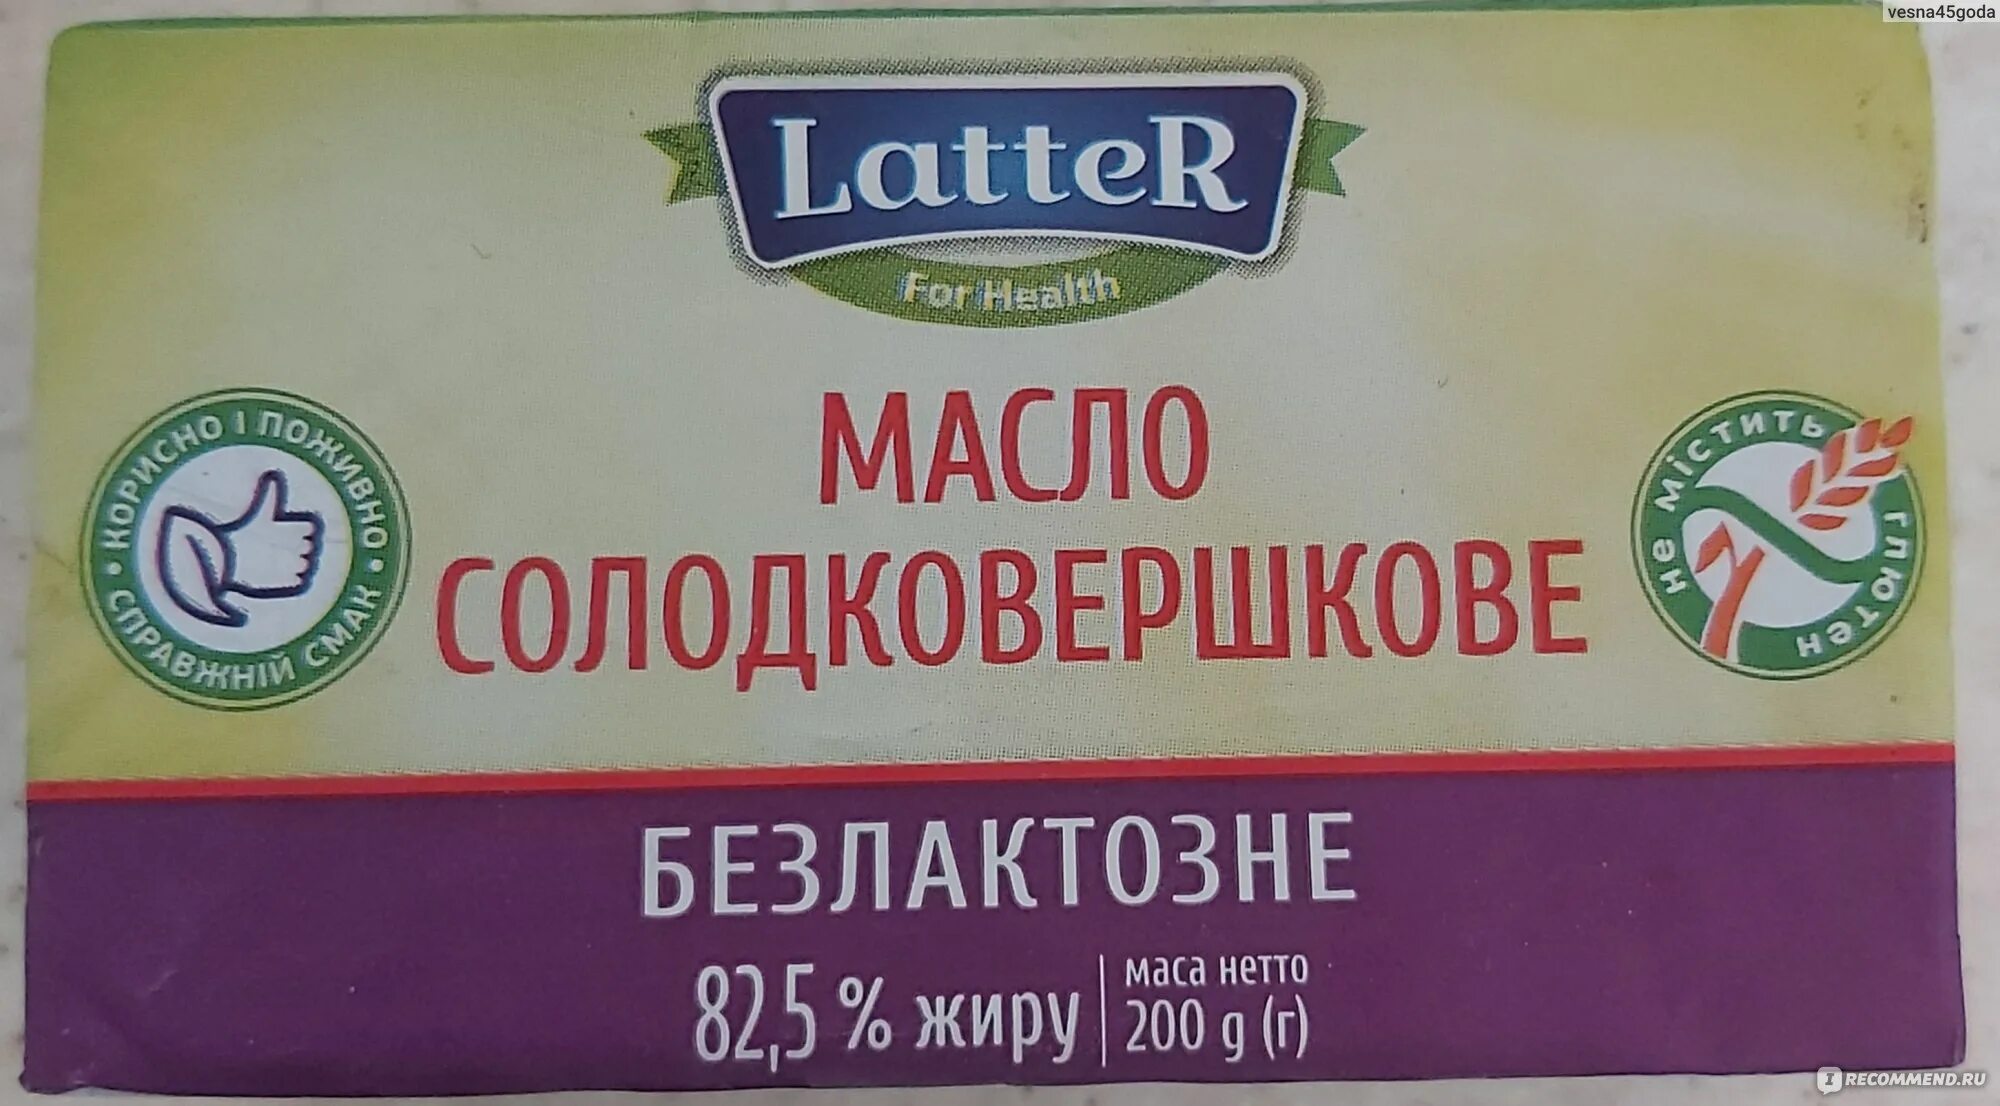 vesna45goda
LatteR
For Health
КОРИСНО І ПОЖИВНО
СПРАВЖНІЙ СМАК
не містить
глютен
МАСЛО
СОЛОДКОВЕРШКОВЕ
БЕЗЛАКТОЗНЕ
82,5 % жиру
маса нетто
200 g (г)
IRECOMMEND.RU